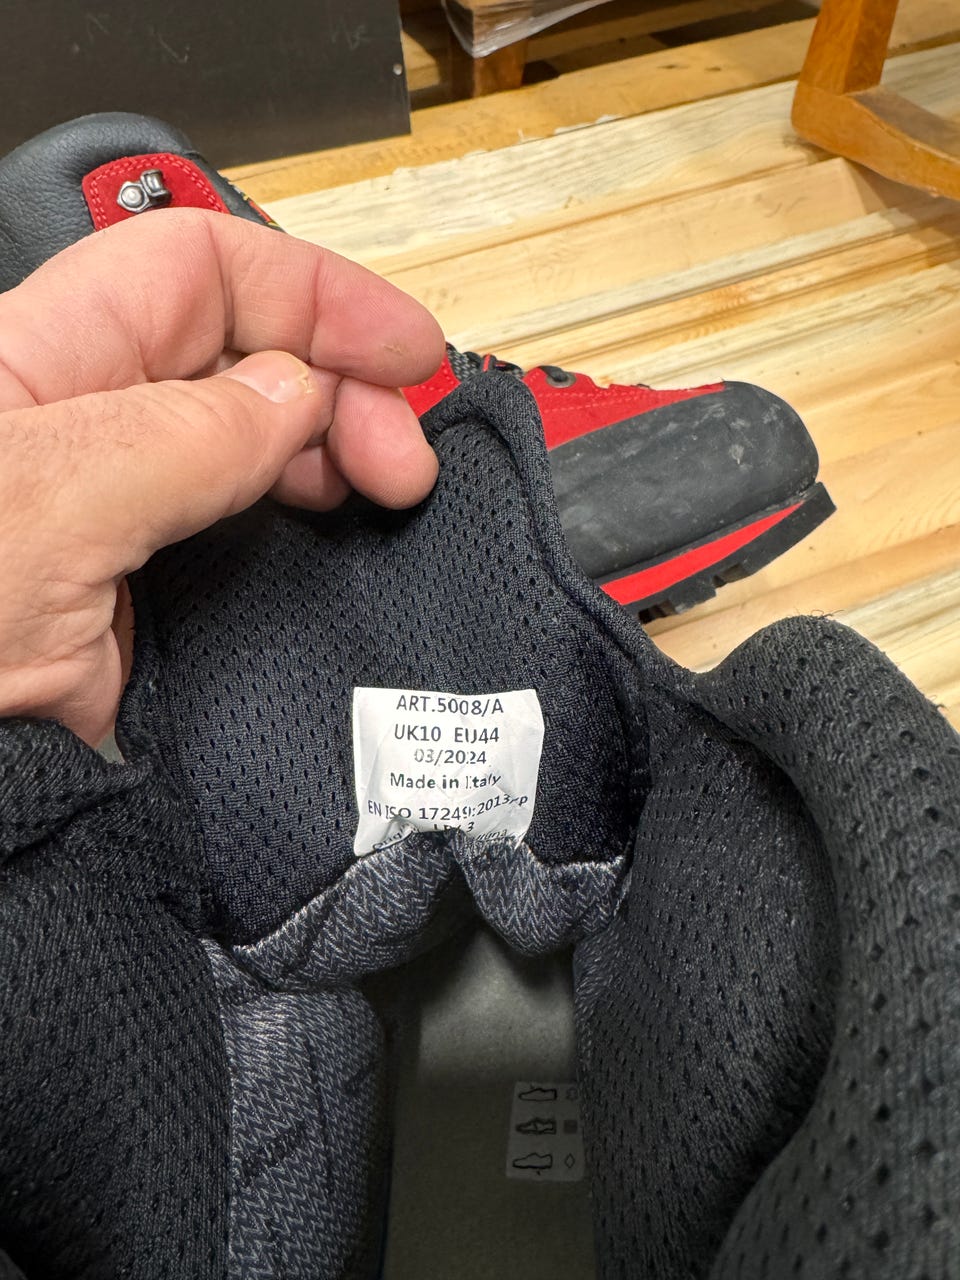 ART.5008/A
UK10 EU44
03/2024
Made in Italy
EN ISO 17249:2013